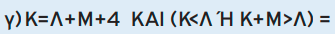 γ) Κ=Λ+Μ+4 ΚΑΙ (Κ<Λ Ή Κ+Μ>Λ) =